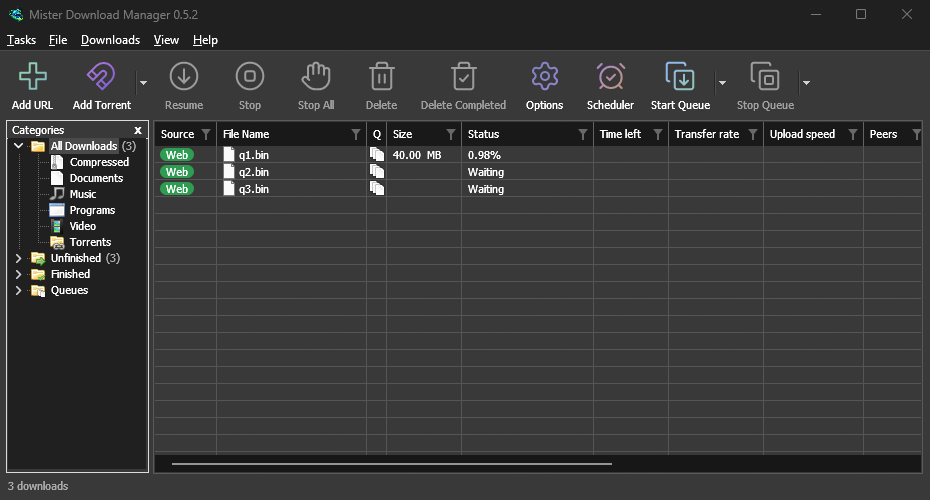 Mister Download Manager 0.5.2
Tasks File Downloads View Help
Add URL Add Torrent Resume Stop Stop All Delete Delete Completed Options Scheduler Start Queue Stop Queue
Categories x
All Downloads (3)
Compressed
Documents
Music
Programs
Video
Torrents
Unfinished (3)
Finished
Queues
Source File Name Q Size Status Time left Transfer rate Upload speed Peers
Web q1.bin 40.00 MB 0.98%
Web q2.bin Waiting
Web q3.bin Waiting
3 downloads